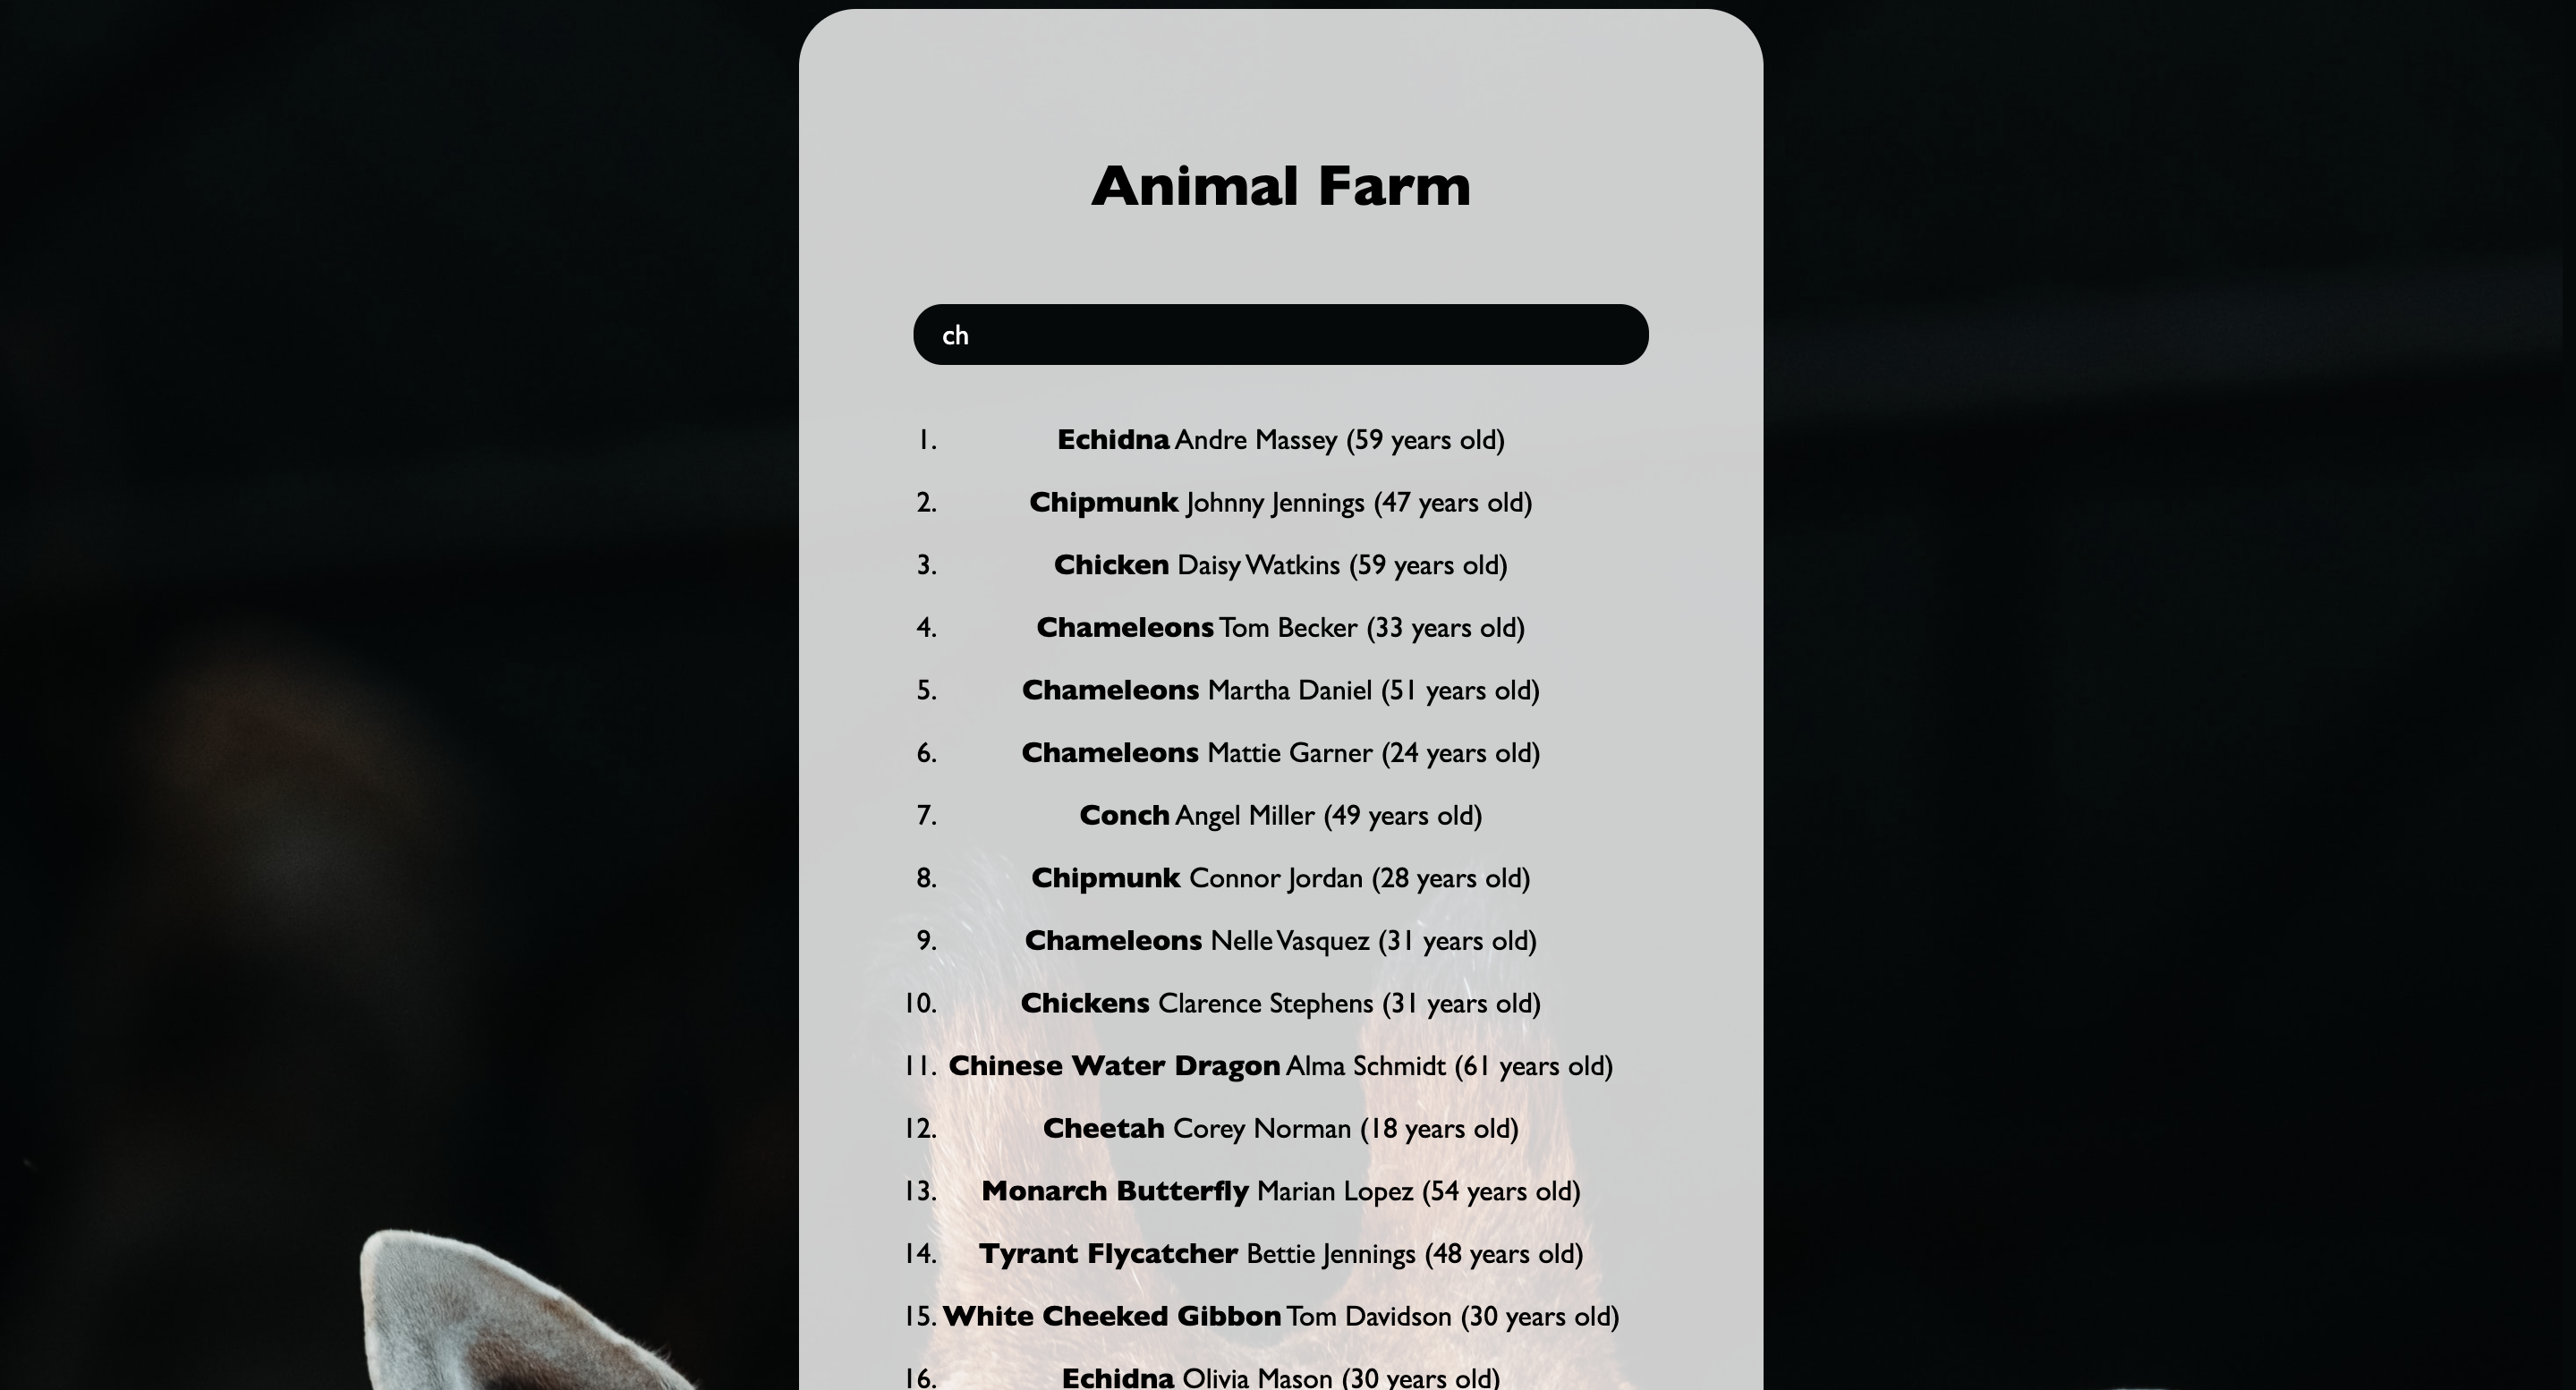 Animal Farm
ch
1. Echidna Andre Massey (59 years old)
2. Chipmunk Johnny Jennings (47 years old)
3. Chicken Daisy Watkins (59 years old)
4. Chameleons Tom Becker (33 years old)
5. Chameleons Martha Daniel (51 years old)
6. Chameleons Mattie Garner (24 years old)
7. Conch Angel Miller (49 years old)
8. Chipmunk Connor Jordan (28 years old)
9. Chameleons Nelle Vasquez (31 years old)
10. Chickens Clarence Stephens (31 years old)
11. Chinese Water Dragon Alma Schmidt (61 years old)
12. Cheetah Corey Norman (18 years old)
13. Monarch Butterfly Marian Lopez (54 years old)
14. Tyrant Flycatcher Bettie Jennings (48 years old)
15. White Cheeked Gibbon Tom Davidson (30 years old)
16. Echidna Olivia Mason (30 years old)